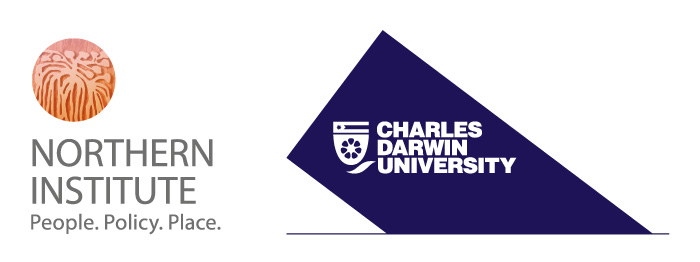 NORTHERN
INSTITUTE
People. Policy. Place.
CHARLES
DARWIN
UNIVERSITY